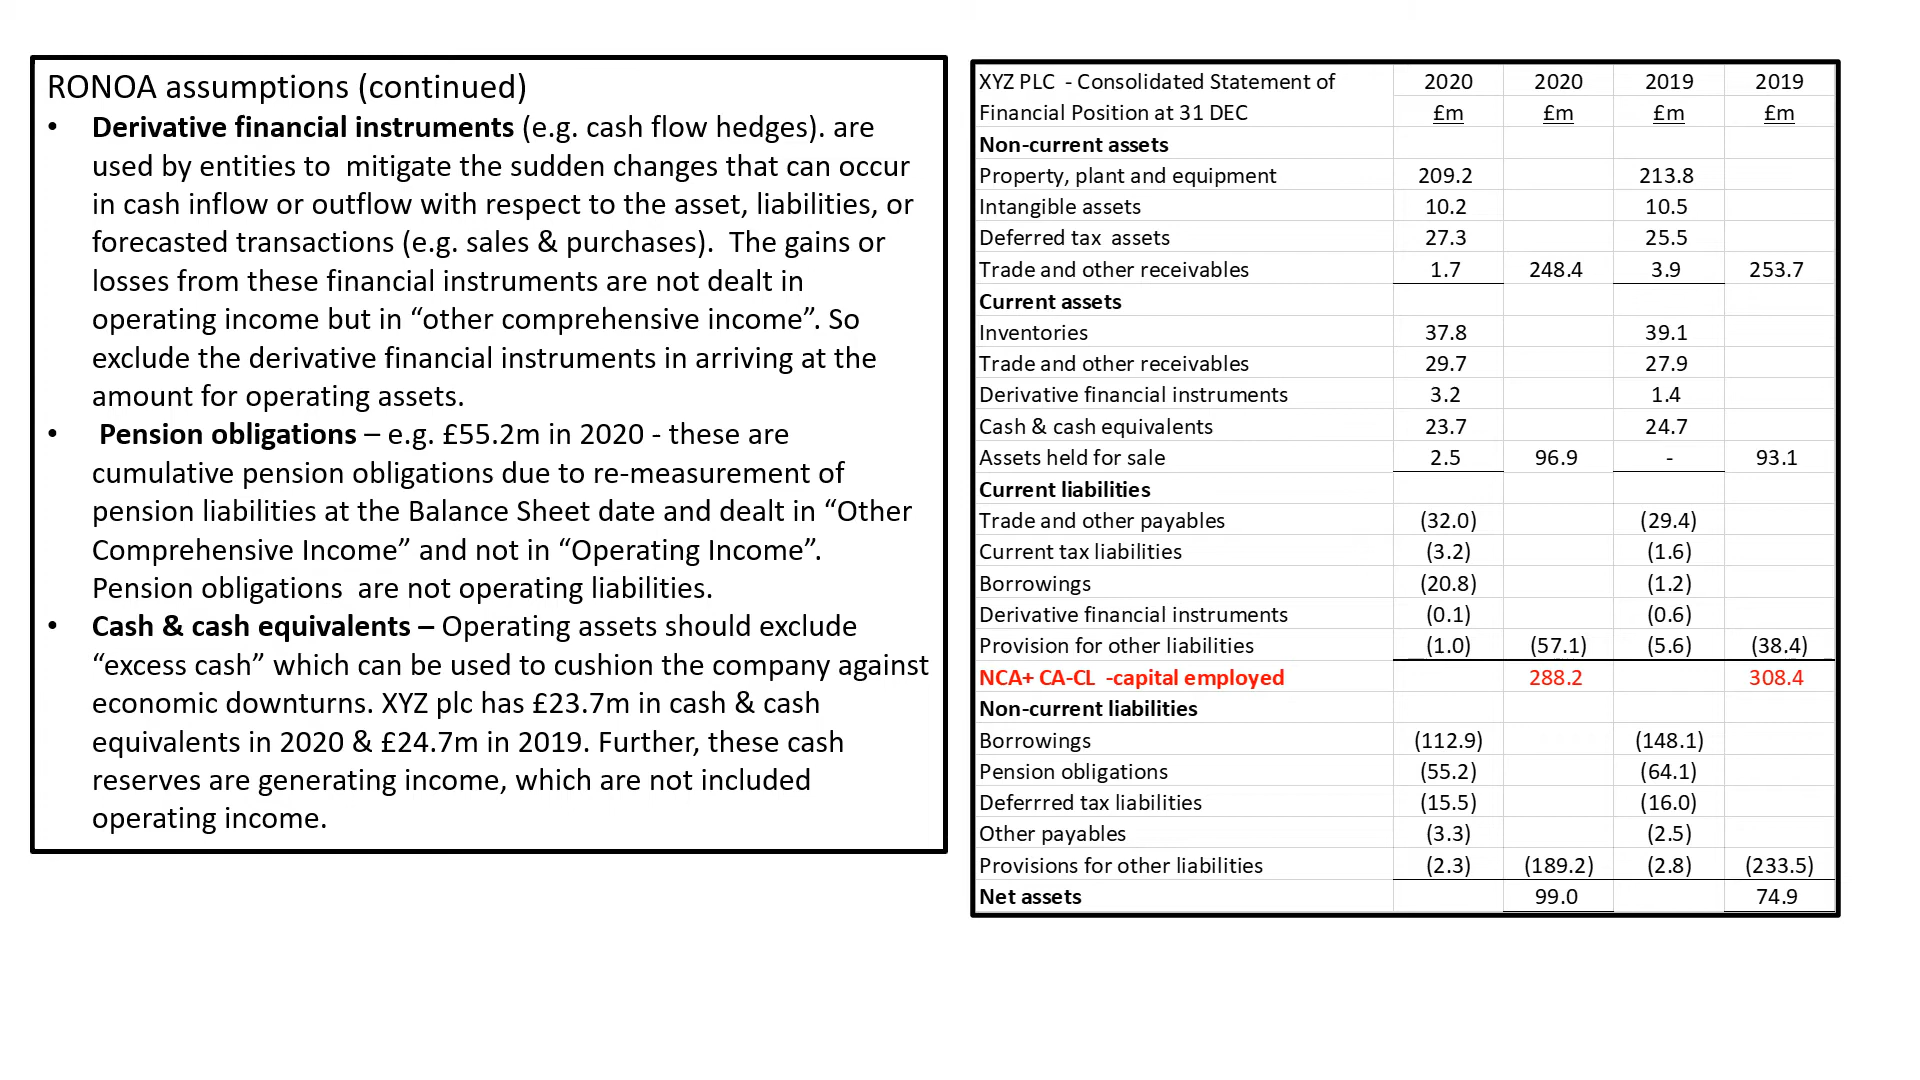 RONOA assumptions (continued)
• Derivative financial instruments (e.g. cash flow hedges). are
used by entities to  mitigate the sudden changes that can occur
in cash inflow or outflow with respect to the asset, liabilities, or
forecasted transactions (e.g. sales & purchases).  The gains or
losses from these financial instruments are not dealt in
operating income but in “other comprehensive income”. So
exclude the derivative financial instruments in arriving at the
amount for operating assets.
• Pension obligations – e.g. £55.2m in 2020 - these are
cumulative pension obligations due to re-measurement of
pension liabilities at the Balance Sheet date and dealt in “Other
Comprehensive Income” and not in “Operating Income”.
Pension obligations  are not operating liabilities.
• Cash & cash equivalents – Operating assets should exclude
“excess cash” which can be used to cushion the company against
economic downturns. XYZ plc has £23.7m in cash & cash
equivalents in 2020 & £24.7m in 2019. Further, these cash
reserves are generating income, which are not included
operating income.
XYZ PLC  - Consolidated Statement of 2020 2020 2019 2019
Financial Position at 31 DEC £m £m £m £m
Non-current assets
Property, plant and equipment 209.2 213.8
Intangible assets 10.2 10.5
Deferred tax  assets 27.3 25.5
Trade and other receivables 1.7 248.4 3.9 253.7
Current assets
Inventories 37.8 39.1
Trade and other receivables 29.7 27.9
Derivative financial instruments 3.2 1.4
Cash & cash equivalents 23.7 24.7
Assets held for sale 2.5 96.9 - 93.1
Current liabilities
Trade and other payables (32.0) (29.4)
Current tax liabilities (3.2) (1.6)
Borrowings (20.8) (1.2)
Derivative financial instruments (0.1) (0.6)
Provision for other liabilities (1.0) (57.1) (5.6) (38.4)
NCA+ CA-CL  -capital employed 288.2 308.4
Non-current liabilities
Borrowings (112.9) (148.1)
Pension obligations (55.2) (64.1)
Deferrred tax liabilities (15.5) (16.0)
Other payables (3.3) (2.5)
Provisions for other liabilities (2.3) (189.2) (2.8) (233.5)
Net assets 99.0 74.9